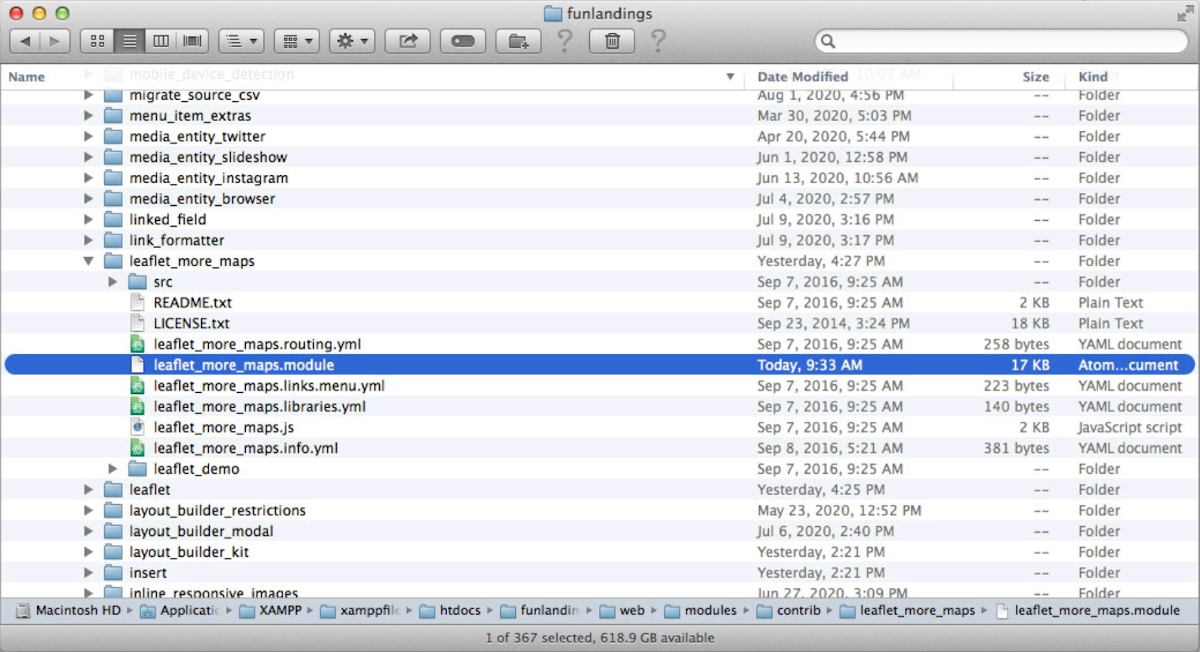 funlandings
Name Date Modified Size Kind
mobile_device_detection 10:07 AM
migrate_source_csv Aug 1, 2020, 4:56 PM -- Folder
menu_item_extras Mar 30, 2020, 5:03 PM -- Folder
media_entity_twitter Apr 20, 2020, 5:44 PM -- Folder
media_entity_slideshow Jun 1, 2020, 12:58 PM -- Folder
media_entity_instagram Jun 13, 2020, 10:56 AM -- Folder
media_entity_browser Jul 4, 2020, 2:57 PM -- Folder
linked_field Jul 9, 2020, 3:16 PM -- Folder
link_formatter Jul 9, 2020, 3:17 PM -- Folder
leaflet_more_maps Yesterday, 4:27 PM -- Folder
src Sep 7, 2016, 9:25 AM -- Folder
README.txt Sep 7, 2016, 9:25 AM 2 KB Plain Text
LICENSE.txt Sep 23, 2014, 3:24 PM 18 KB Plain Text
leaflet_more_maps.routing.yml Sep 7, 2016, 9:25 AM 258 bytes YAML document
leaflet_more_maps.module Today, 9:33 AM 17 KB Atom...cument
leaflet_more_maps.links.menu.yml Sep 7, 2016, 9:25 AM 223 bytes YAML document
leaflet_more_maps.libraries.yml Sep 7, 2016, 9:25 AM 140 bytes YAML document
leaflet_more_maps.js Sep 7, 2016, 9:25 AM 2 KB JavaScript script
leaflet_more_maps.info.yml Sep 8, 2016, 5:21 AM 381 bytes YAML document
leaflet_demo Sep 7, 2016, 9:25 AM -- Folder
leaflet Yesterday, 4:25 PM -- Folder
layout_builder_restrictions May 23, 2020, 12:52 PM -- Folder
layout_builder_modal Jul 6, 2020, 2:40 PM -- Folder
layout_builder_kit Yesterday, 2:21 PM -- Folder
insert Yesterday, 2:21 PM -- Folder
inline_responsive_images Jun 27, 2020, 3:09 PM -- Folder
Macintosh HD Applicatio XAMPP xamppfile htdocs funlandin web modules contrib leaflet_more_maps leaflet_more_maps.module
1 of 367 selected, 618.9 GB available